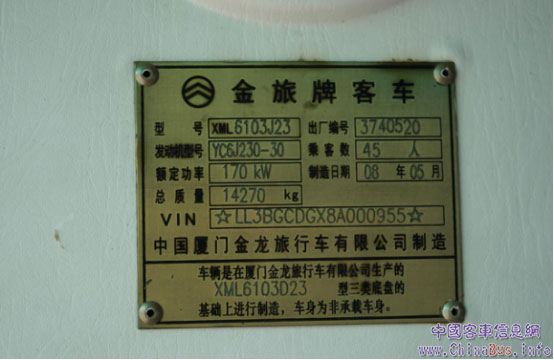 金旅牌客车
型号 XML6103J23 出厂编号 3740520
发动机型号 YC6J230-30 乘客数 45 人
额定功率 170 kW 制造日期 08 年 05 月
总质量 14270 kg
VIN ☆LL3BGCDGX8A000955☆
中国厦门金龙旅行车有限公司制造
车辆是在厦门金龙旅行车有限公司生产的
XML6103D23 型三类底盘的
基础上进行制造，车身为非承载车身。
中國客車信息網
www.ChinaBus.info